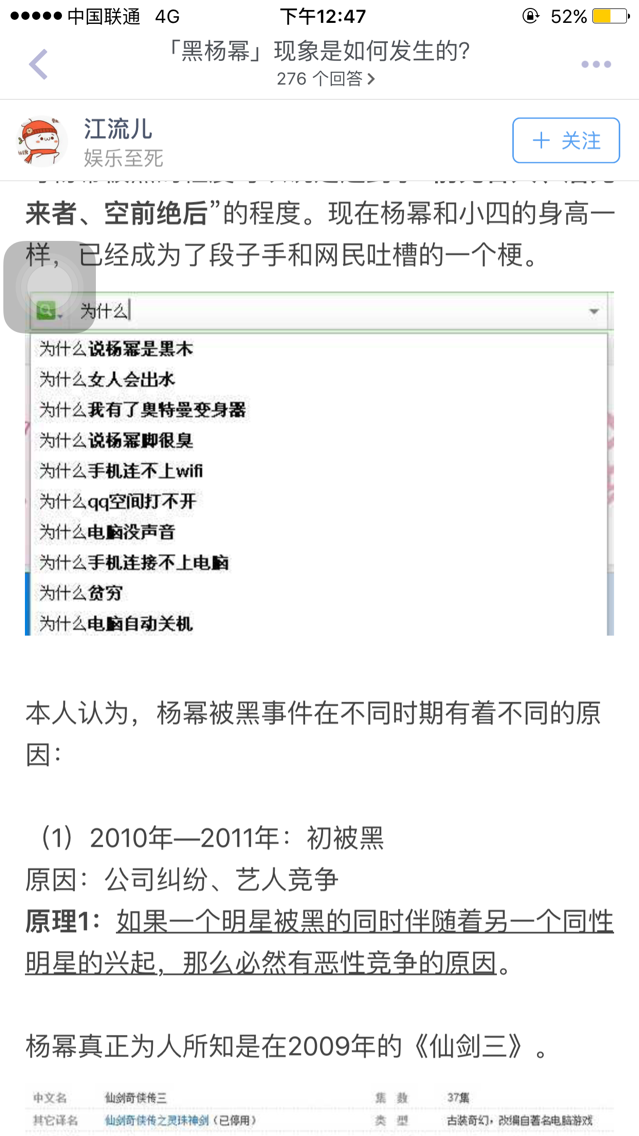 中国联通 4G 下午12:47 52%
「黑杨幂」现象是如何发生的?
276 个回答
江流儿
娱乐至死
+ 关注
来者、空前绝后”的程度。现在杨幂和小四的身高一
样，已经成为了段子手和网民吐槽的一个梗。
为什么
为什么说杨幂是黑木
为什么女人会出水
为什么我有了奥特曼变身器
为什么说杨幂脚很臭
为什么手机连不上wifi
为什么qq空间打不开
为什么电脑没声音
为什么手机连接不上电脑
为什么贫穷
为什么电脑自动关机
本人认为，杨幂被黑事件在不同时期有着不同的原
因：
（1）2010年—2011年：初被黑
原因：公司纠纷、艺人竞争
原理1：如果一个明星被黑的同时伴随着另一个同性
明星的兴起，那么必然有恶性竞争的原因。
杨幂真正为人所知是在2009年的《仙剑三》。
中文名 仙剑奇侠传三 集 数 37集
其它译名 仙剑奇侠传之灵珠神剑（已停用） 类 型 古装奇幻，改编自著名电脑游戏